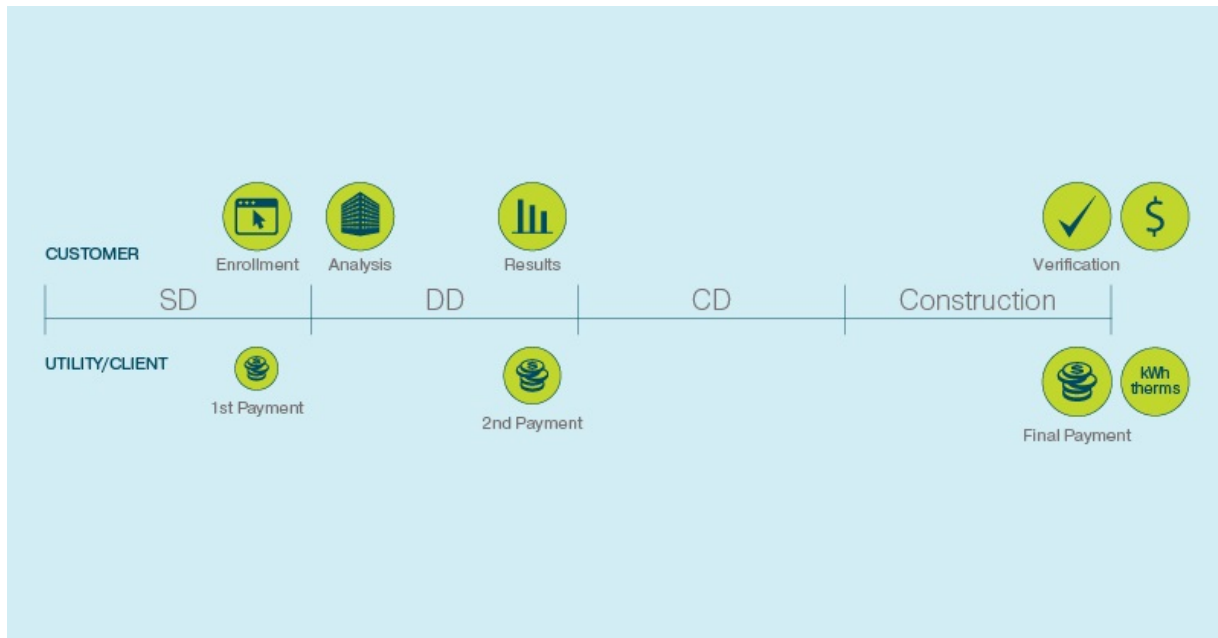 CUSTOMER
Enrollment
Analysis
Results
Verification
$
SD
DD
CD
Construction
UTILITY/CLIENT
1st Payment
2nd Payment
Final Payment
kWh
therms